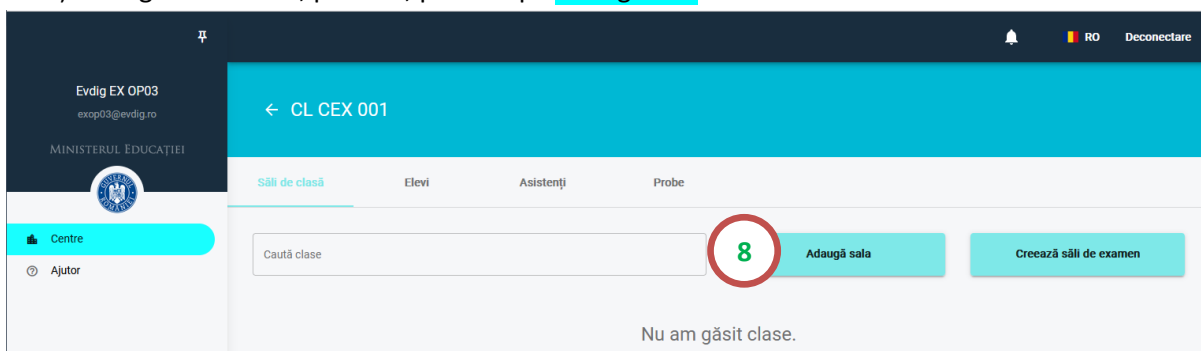 RO Deconectare
Evdig EX OP03
exop03@evdig.ro
Ministerul Educației
← CL CEX 001
Săli de clasă Elevi Asistenți Probe
Centre
Ajutor
Caută clase
8
Adaugă sala
Creează săli de examen
Nu am găsit clase.